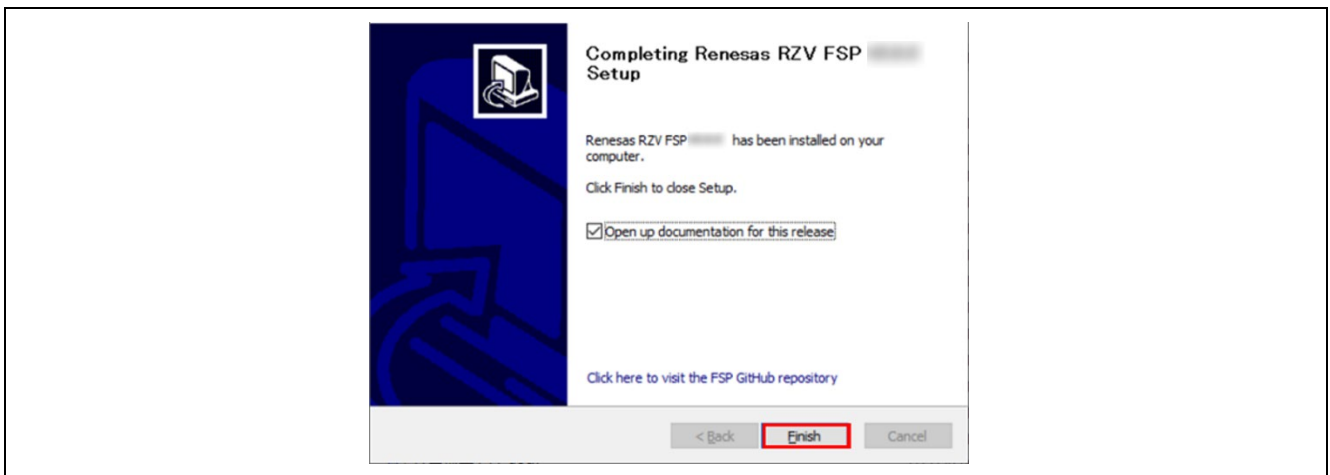 Completing Renesas RZV FSP
Setup
Renesas RZV FSP has been installed on your
computer.
Click Finish to close Setup.
Open up documentation for this release
Click here to visit the FSP GitHub repository
< Back Finish Cancel